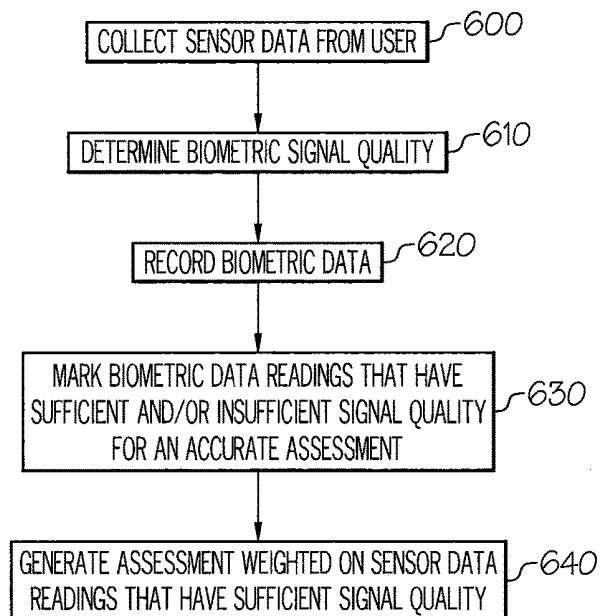 COLLECT SENSOR DATA FROM USER
600
DETERMINE BIOMETRIC SIGNAL QUALITY
610
RECORD BIOMETRIC DATA
620
MARK BIOMETRIC DATA READINGS THAT HAVE
SUFFICIENT AND/OR INSUFFICIENT SIGNAL QUALITY
FOR AN ACCURATE ASSESSMENT
630
GENERATE ASSESSMENT WEIGHTED ON SENSOR DATA
READINGS THAT HAVE SUFFICIENT SIGNAL QUALITY
640